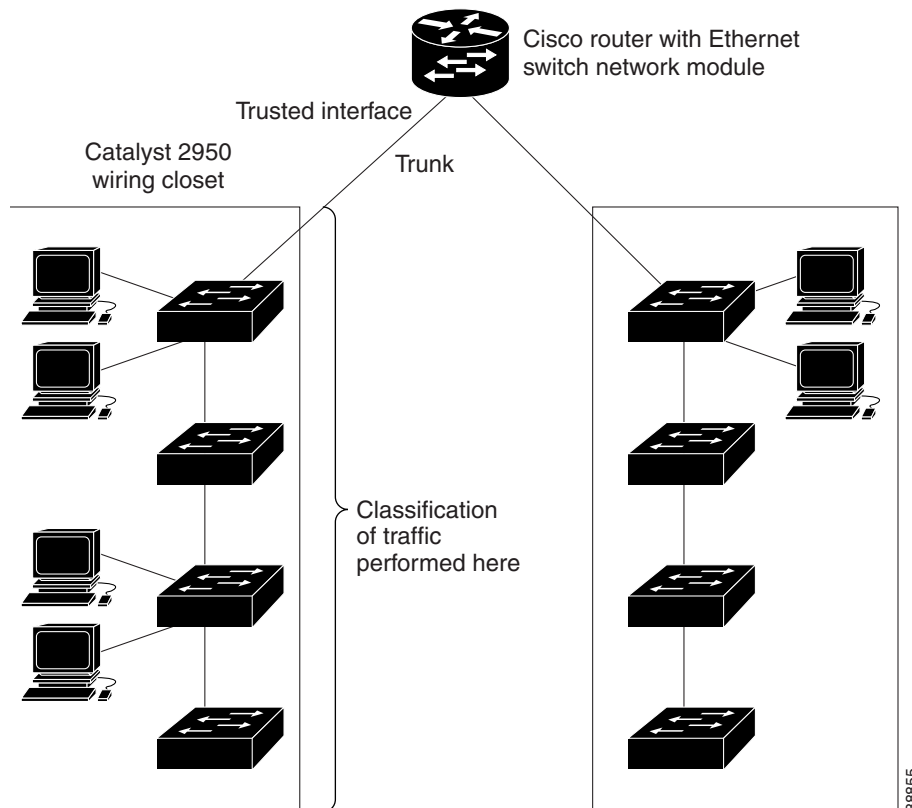 Cisco router with Ethernet
switch network module
Trusted interface
Trunk
Catalyst 2950
wiring closet
Classification
of traffic
performed here